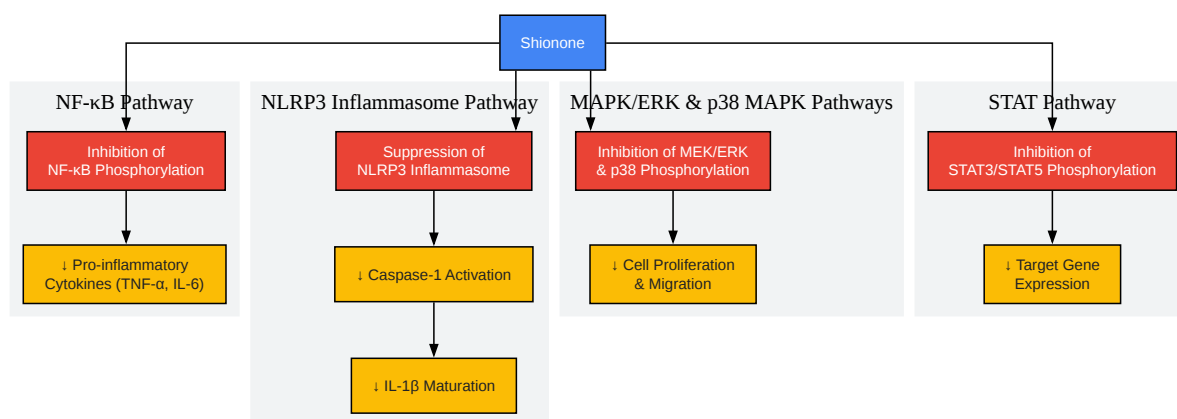 Shionone
NF-κB Pathway
NLRP3 Inflammasome Pathway
MAPK/ERK & p38 MAPK Pathways
STAT Pathway
Inhibition of
NF-κB Phosphorylation
Suppression of
NLRP3 Inflammasome
Inhibition of MEK/ERK
& p38 Phosphorylation
Inhibition of
STAT3/STAT5 Phosphorylation
↓ Pro-inflammatory
Cytokines (TNF-α, IL-6)
↓ Caspase-1 Activation
↓ Cell Proliferation
& Migration
↓ Target Gene
Expression
↓ IL-1β Maturation